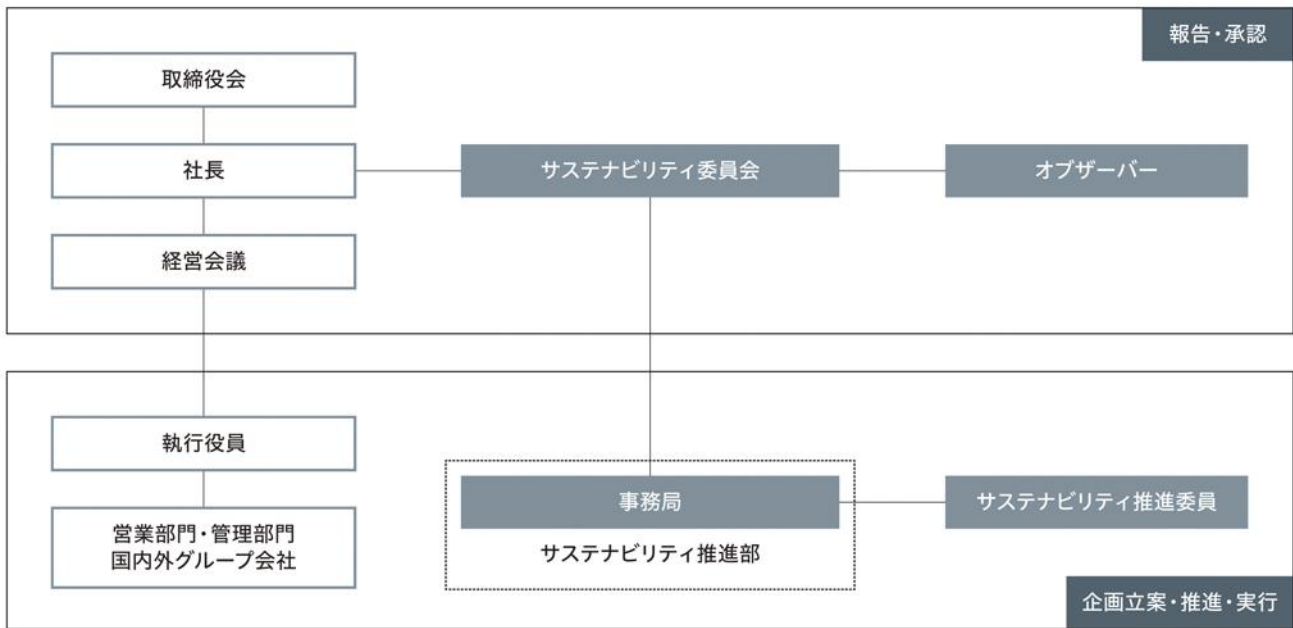 報告・承認
取締役会
社長
サステナビリティ委員会
オブザーバー
経営会議
執行役員
事務局
サステナビリティ推進委員
営業部門・管理部門
国内外グループ会社
サステナビリティ推進部
企画立案・推進・実行